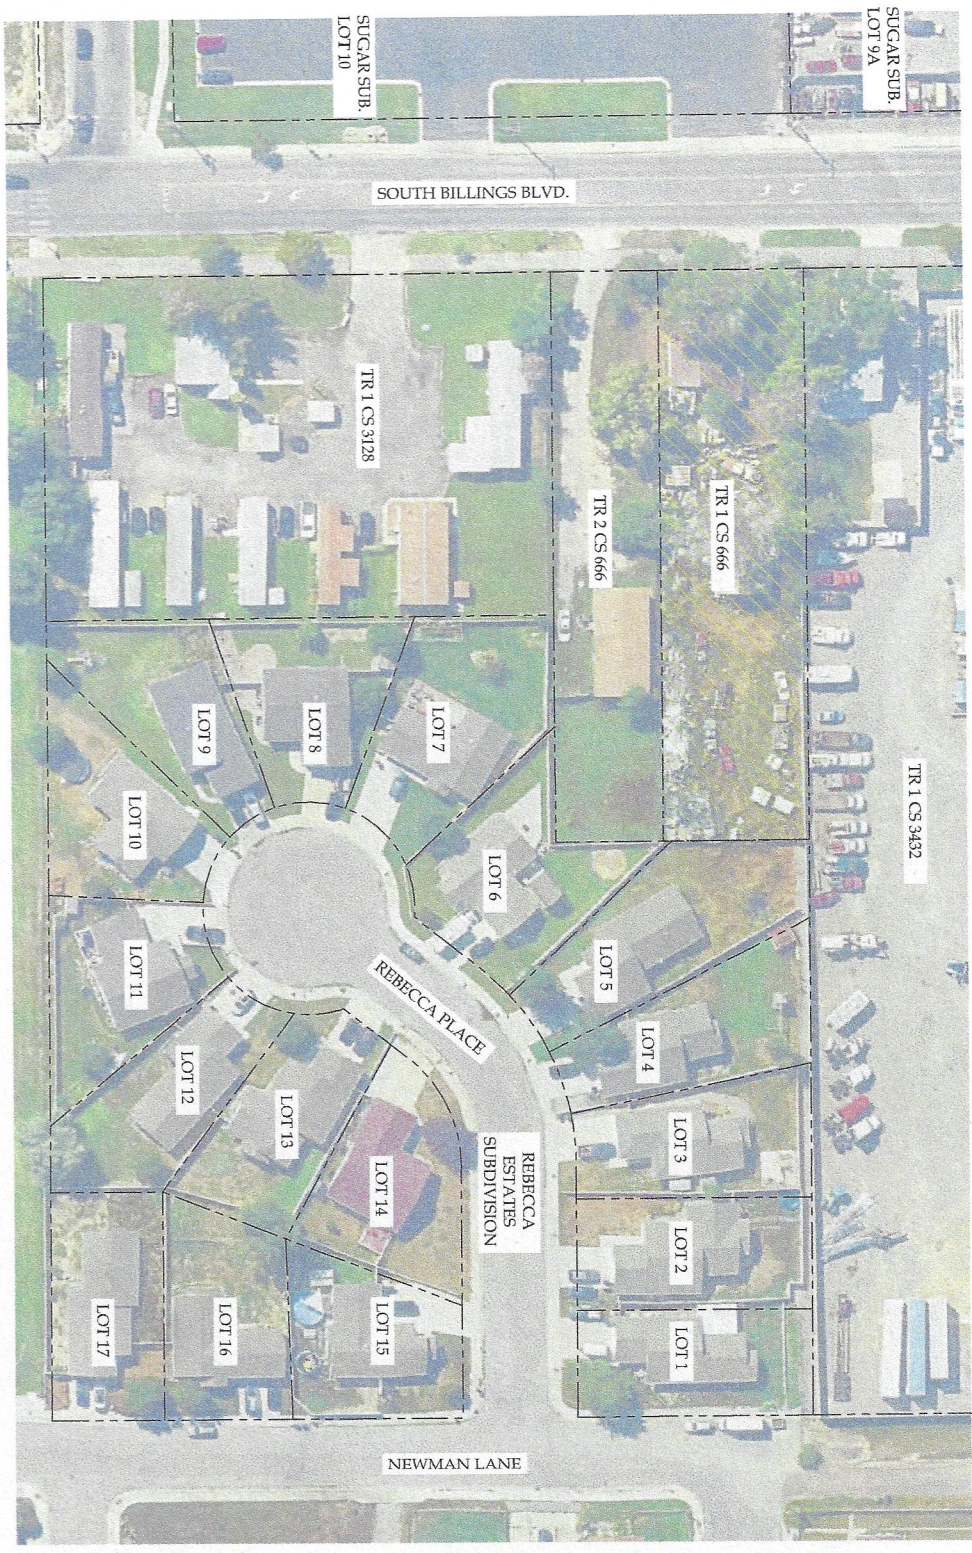 SUGAR SUB.
LOT 10
SUGAR SUB.
LOT 9A
SOUTH BILLINGS BLVD.
TR 1 CS 3128
TR 2 CS 666
TR 1 CS 666
TR 1 CS 3432
LOT 9
LOT 8
LOT 7
LOT 10
LOT 6
LOT 11
LOT 5
REBECCA PLACE
LOT 12
LOT 4
LOT 13
LOT 3
LOT 14
REBECCA
ESTATES
SUBDIVISION
LOT 2
LOT 17
LOT 16
LOT 15
LOT 1
NEWMAN LANE